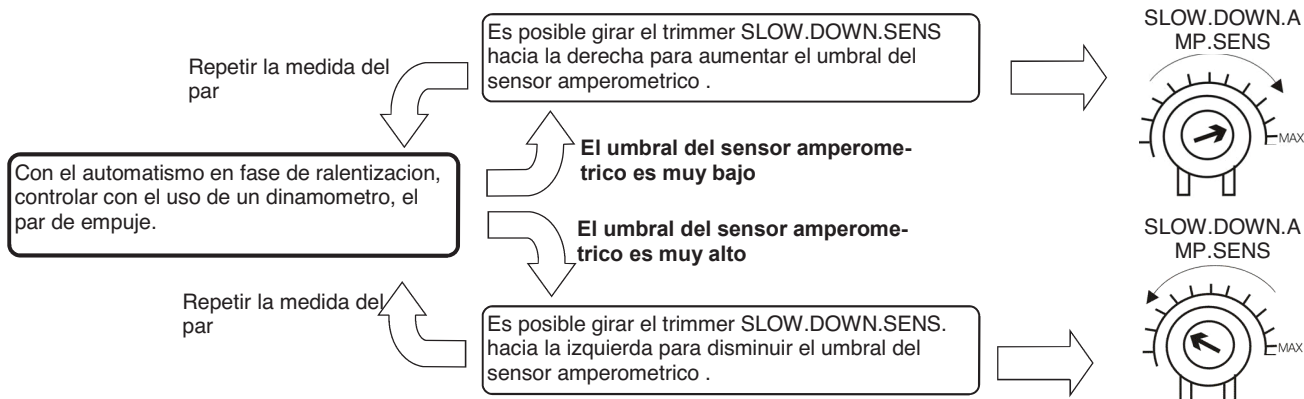 SLOW.DOWN.A
MP.SENS
Es posible girar el trimmer SLOW.DOWN.SENS
hacia la derecha para aumentar el umbral del
sensor amperometrico .
Repetir la medida del
par
MAX
El umbral del sensor amperome-
trico es muy bajo
Con el automatismo en fase de ralentizacion,
controlar con el uso de un dinamometro, el
par de empuje.
El umbral del sensor amperome-
trico es muy alto
SLOW.DOWN.A
MP.SENS
Repetir la medida del
par
Es posible girar el trimmer SLOW.DOWN.SENS.
hacia la izquierda para disminuir el umbral del
sensor amperometrico .
MAX